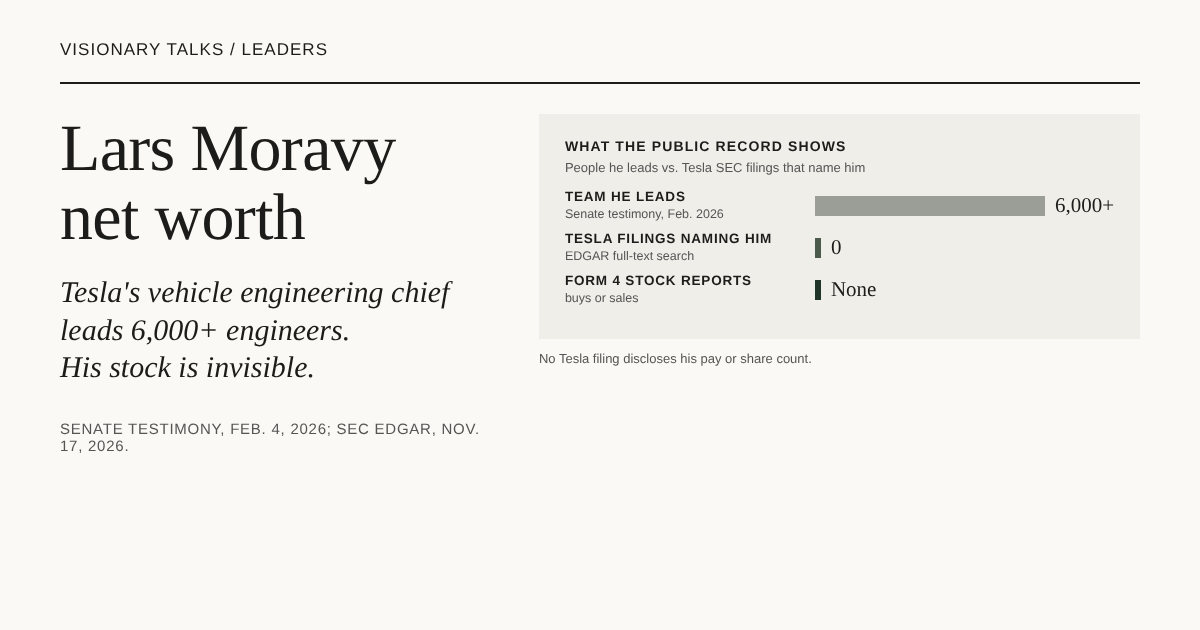 VISIONARY TALKS / LEADERS
Lars Moravy
net worth
Tesla's vehicle engineering chief
leads 6,000+ engineers.
His stock is invisible.
SENATE TESTIMONY, FEB. 4, 2026; SEC EDGAR, NOV.
17, 2026.
WHAT THE PUBLIC RECORD SHOWS
People he leads vs. Tesla SEC filings that name him
TEAM HE LEADS
Senate testimony, Feb. 2026
6,000+
TESLA FILINGS NAMING HIM
EDGAR full-text search
0
FORM 4 STOCK REPORTS
buys or sales
None
No Tesla filing discloses his pay or share count.